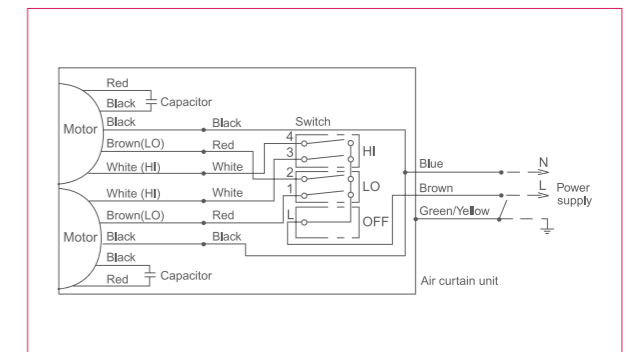 Red
Black Capacitor
Black Black Switch
Motor
Brown(LO) Red 4 HI
White (HI) White 3
Blue N
2
White (HI) White 1 LO
Brown L Power
supply
Brown(LO) Red L OFF
Green/Yellow
Motor
Black Black
Black
Capacitor
Red
Air curtain unit